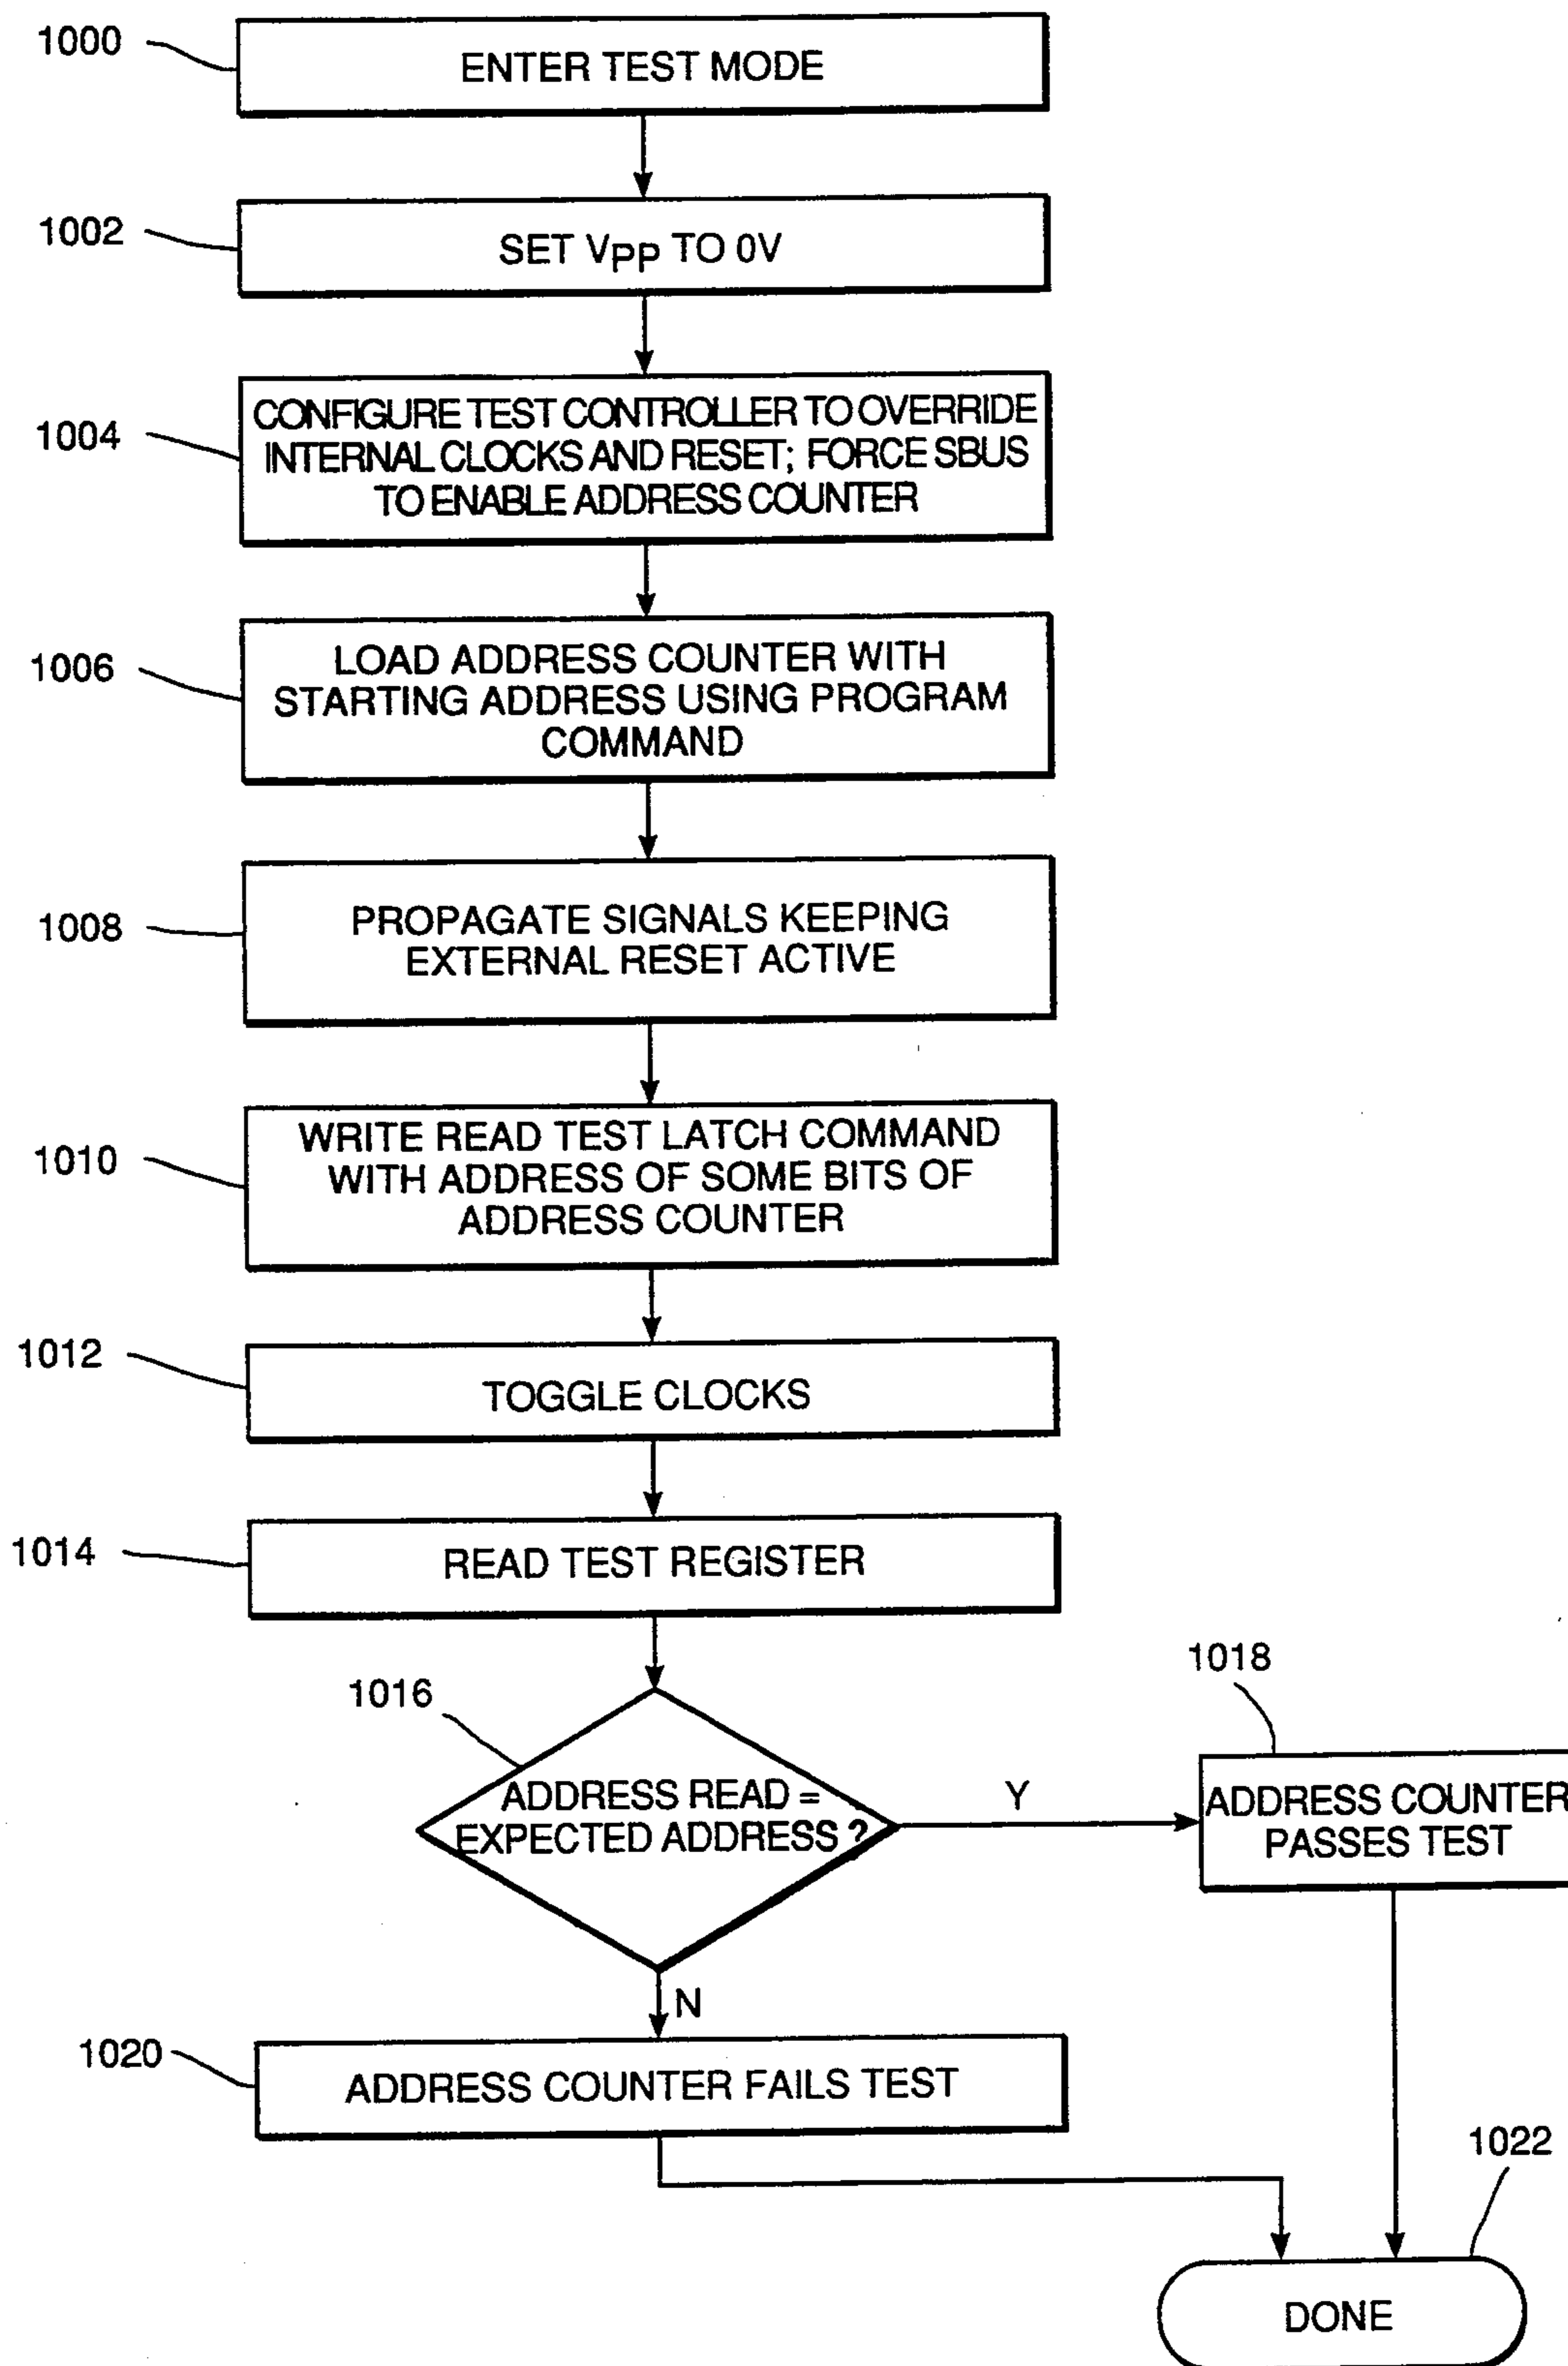 1000
ENTER TEST MODE
1002
SET VPP TO 0V
1004
CONFIGURE TEST CONTROLLER TO OVERRIDE
INTERNAL CLOCKS AND RESET; FORCE SBUS
TO ENABLE ADDRESS COUNTER
1006
LOAD ADDRESS COUNTER WITH
STARTING ADDRESS USING PROGRAM
COMMAND
1008
PROPAGATE SIGNALS KEEPING
EXTERNAL RESET ACTIVE
1010
WRITE READ TEST LATCH COMMAND
WITH ADDRESS OF SOME BITS OF
ADDRESS COUNTER
1012
TOGGLE CLOCKS
1014
READ TEST REGISTER
1016
ADDRESS READ =
EXPECTED ADDRESS ?
Y
1018
ADDRESS COUNTER
PASSES TEST
N
1020
ADDRESS COUNTER FAILS TEST
1022
DONE